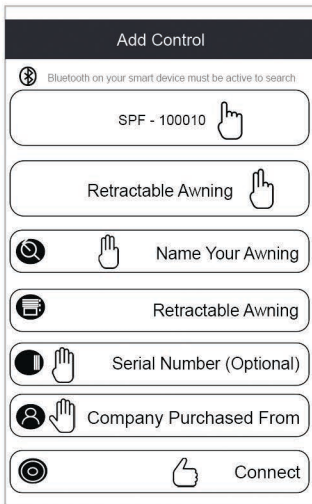 Add Control
Bluetooth on your smart device must be active to search
SPF - 100010
Retractable Awning
Name Your Awning
Retractable Awning
Serial Number (Optional)
Company Purchased From
Connect